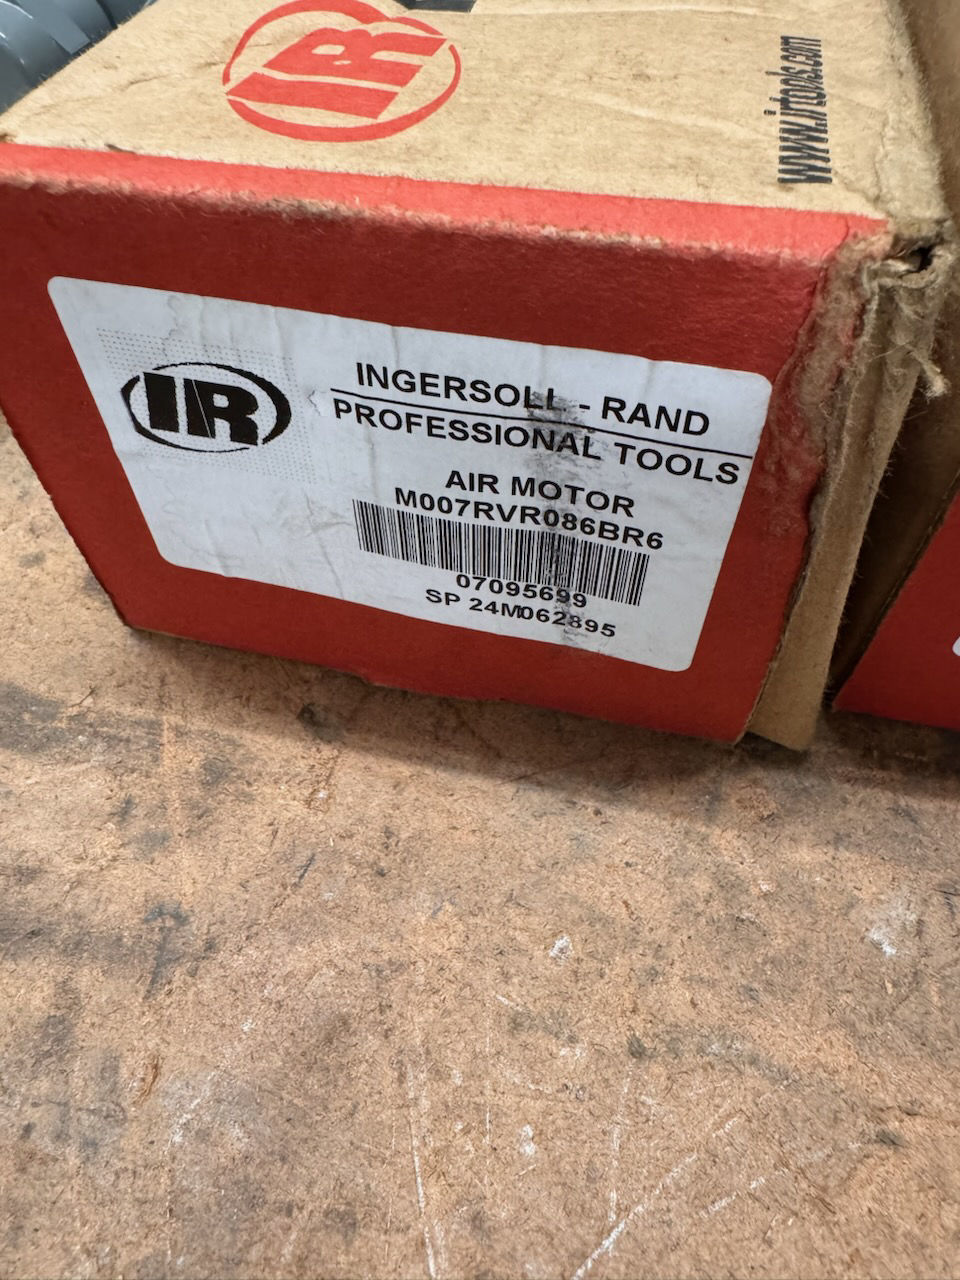 IR
www.irtools.com
IR
INGERSOLL - RAND
PROFESSIONAL TOOLS
AIR MOTOR
M007RVR086BR6
07095699
SP 24M062895